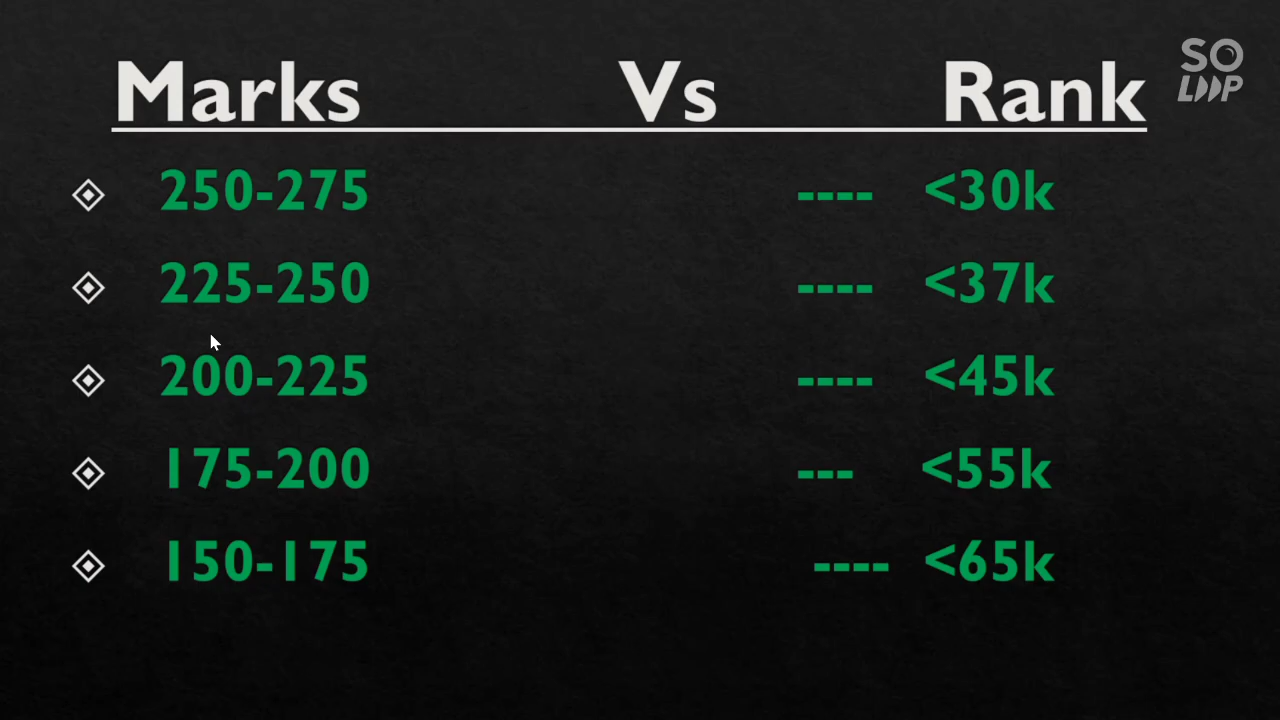 Marks Vs Rank
SO
LOOP
250-275 ---- <30k
225-250 ---- <37k
200-225 ---- <45k
175-200 --- <55k
150-175 ---- <65k